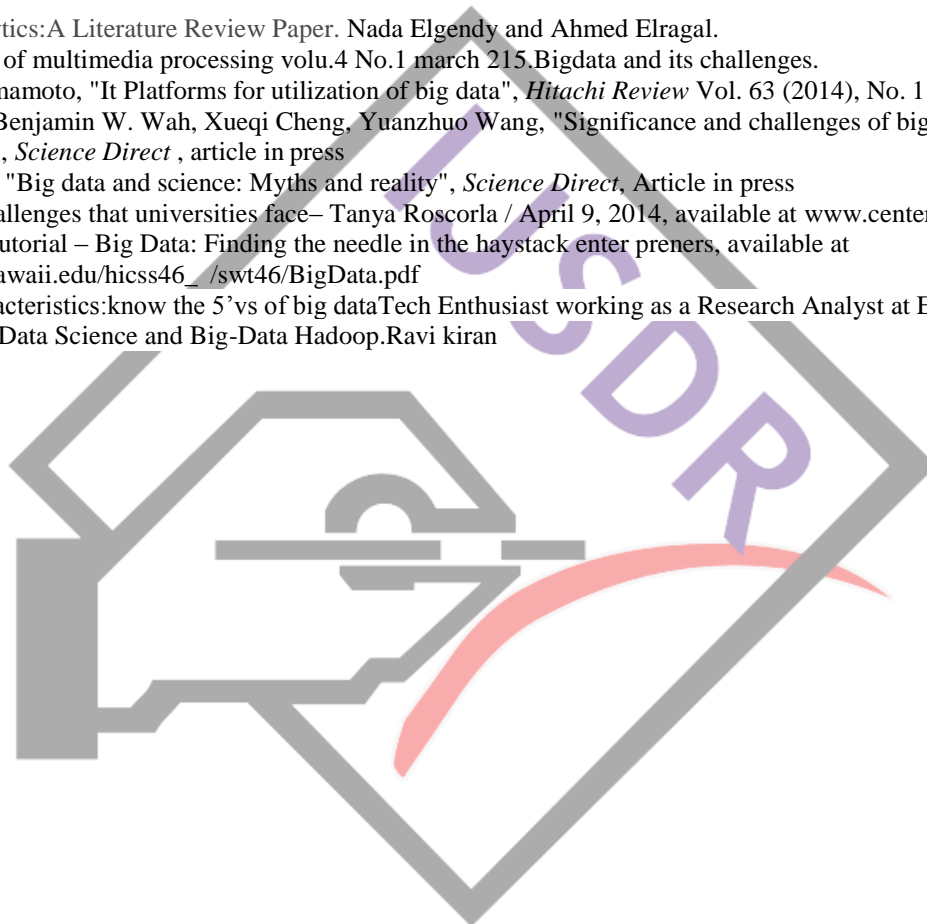 tics:A Literature Review Paper. Nada Elgendy and Ahmed Elragal.
of multimedia processing volu.4 No.1 march 215.Bigdata and its challenges.
namoto, "It Platforms for utilization of big data", Hitachi Review Vol. 63 (2014), No. 1
Benjamin W. Wah, Xueqi Cheng, Yuanzhuo Wang, "Significance and challenges of big
, Science Direct , article in press
"Big data and science: Myths and reality", Science Direct, Article in press
allenges that universities face– Tanya Roscorla / April 9, 2014, available at www.center
utorial – Big Data: Finding the needle in the haystack enter preners, available at
awaii.edu/hicss46_ /swt46/BigData.pdf
acteristics:know the 5’vs of big dataTech Enthusiast working as a Research Analyst at E
Data Science and Big-Data Hadoop.Ravi kiran
IJSDR